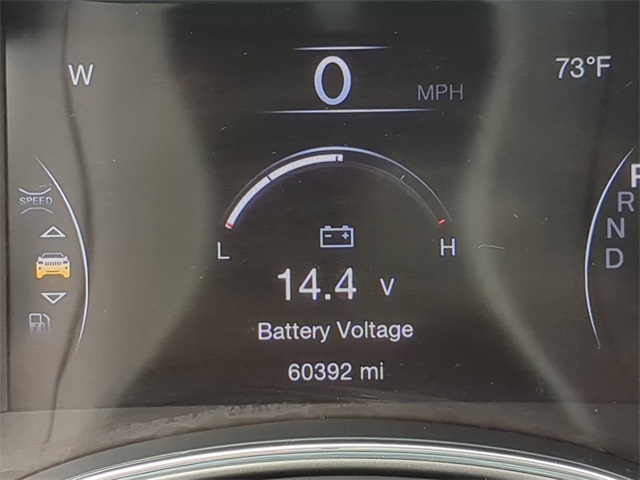 W
0 MPH
73°F
SPEED
L
H
14.4 V
Battery Voltage
60392 mi
P
R
N
D